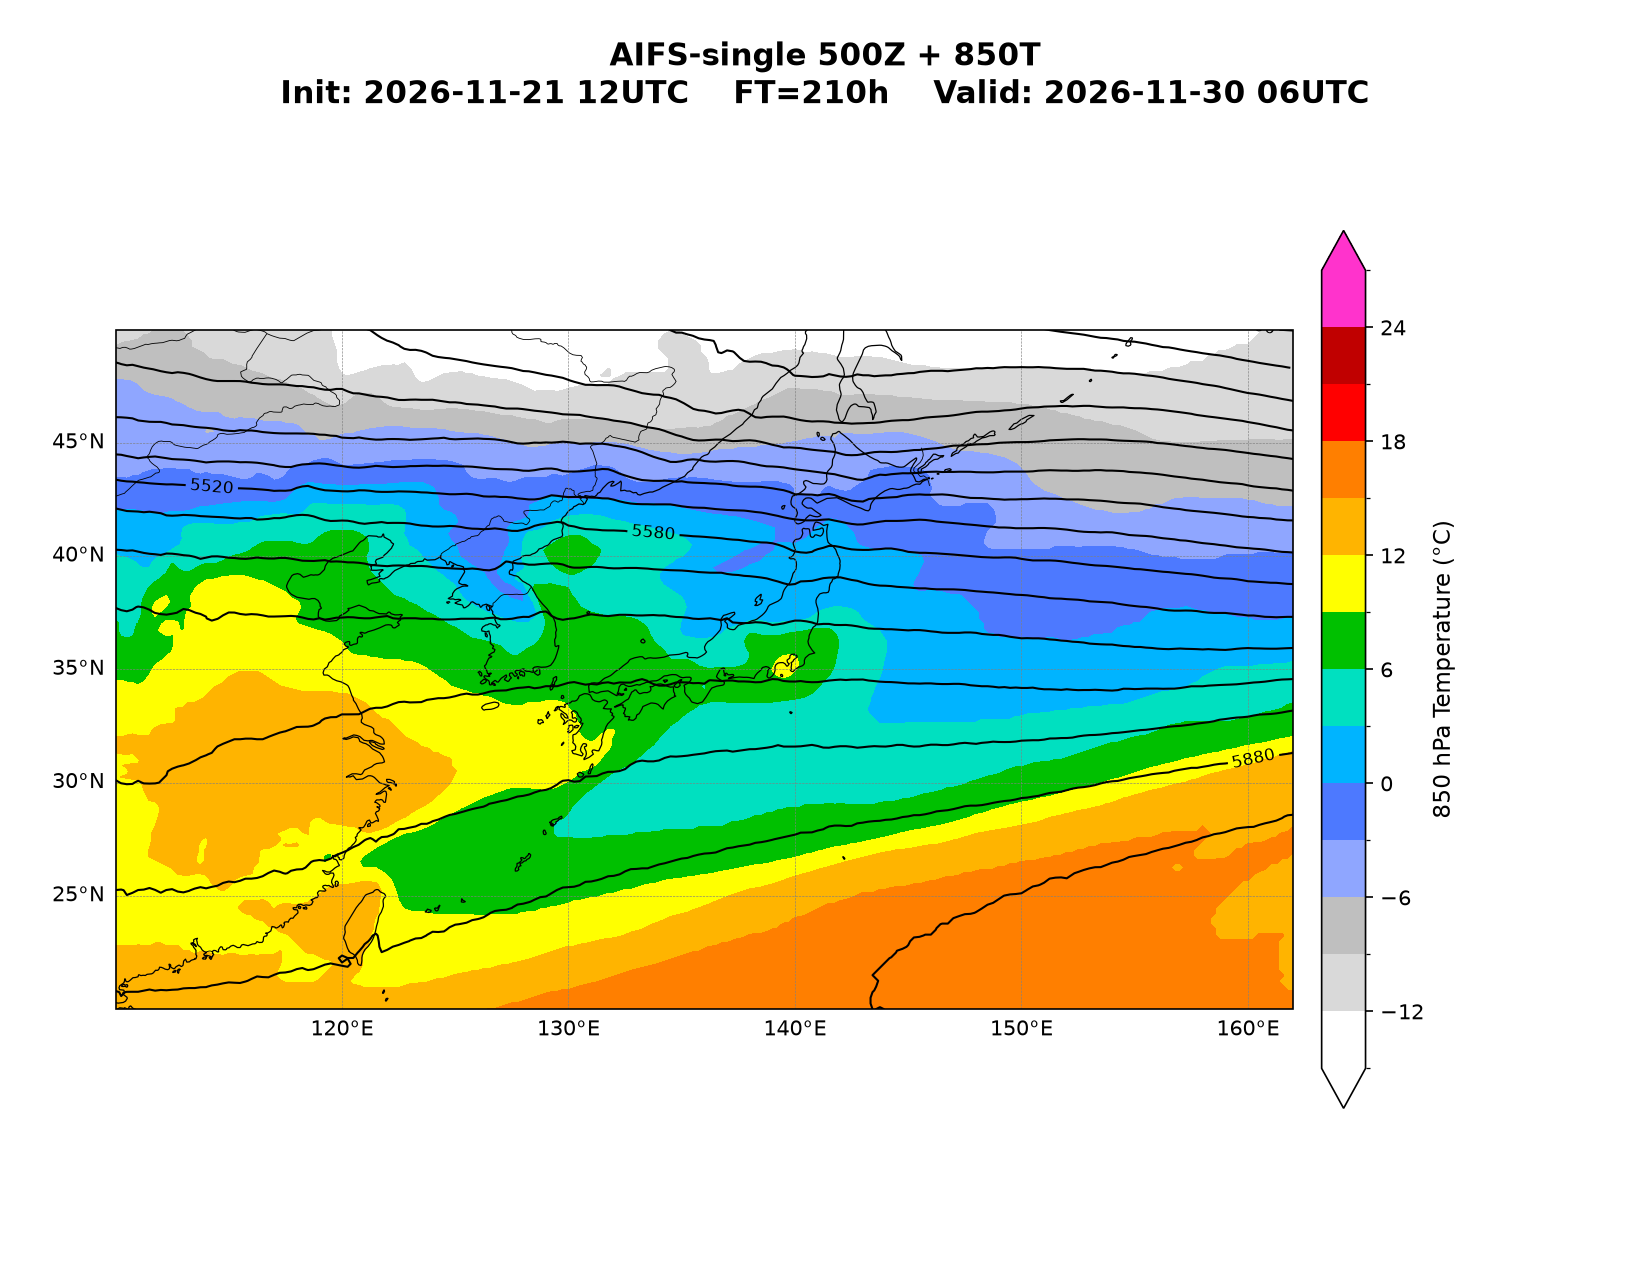 AIFS-single 500Z + 850T
Init: 2026-11-21 12UTC    FT=210h    Valid: 2026-11-30 06UTC
45°N
40°N
35°N
30°N
25°N
5520
5580
5880
120°E
130°E
140°E
150°E
160°E
24
18
12
6
0
−6
−12
850 hPa Temperature (°C)